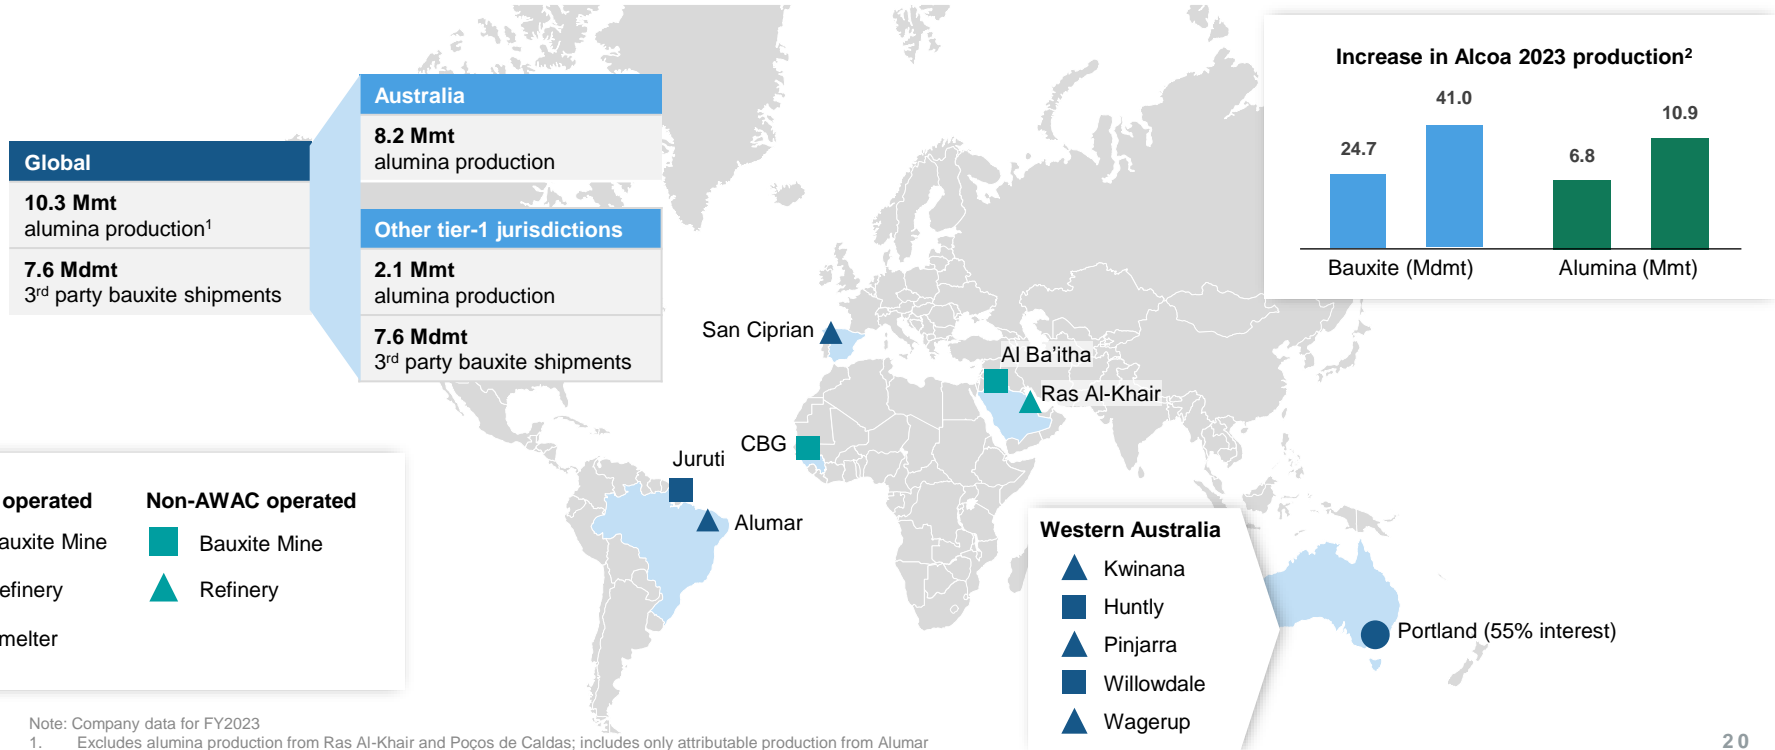 Increase in Alcoa 2023 production²
24.7
41.0
6.8
10.9
Bauxite (Mdmt)
Alumina (Mmt)
Global
10.3 Mmt
alumina production¹
7.6 Mdmt
3rd party bauxite shipments
Australia
8.2 Mmt
alumina production
Other tier-1 jurisdictions
2.1 Mmt
alumina production
7.6 Mdmt
3rd party bauxite shipments
San Ciprian
Al Ba’itha
Ras Al-Khair
CBG
Juruti
Alumar
operated
Mine
Non-AWAC operated
Bauxite Mine
Refinery
Western Australia
Kwinana
Huntly
Pinjarra
Willowdale
Wagerup
Portland (55% interest)
Note: Company data for FY2023
1. Excludes alumina production from Ras Al-Khair and Poços de Caldas; includes only attributable production from Alumar
20